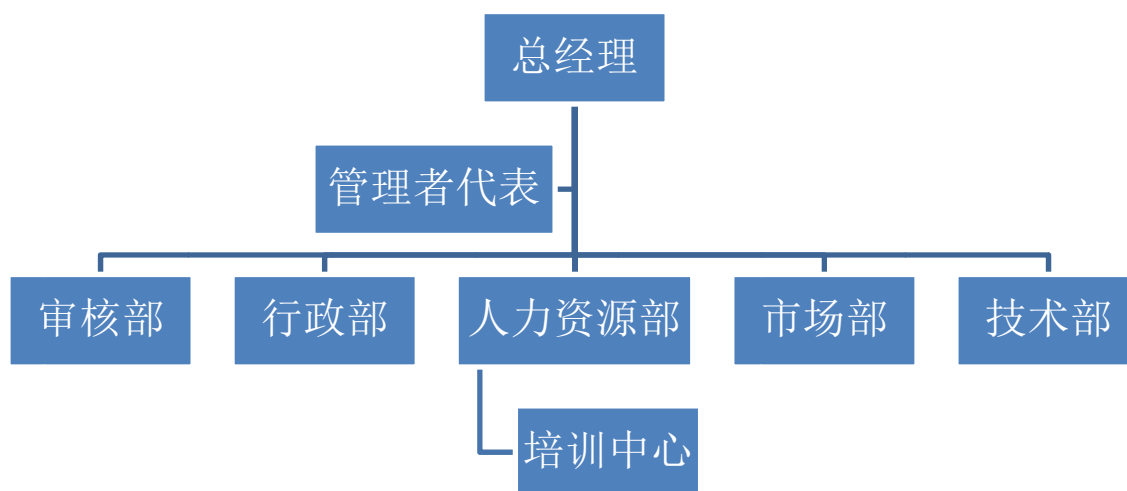 总经理
管理者代表
审核部
行政部
人力资源部
市场部
技术部
培训中心